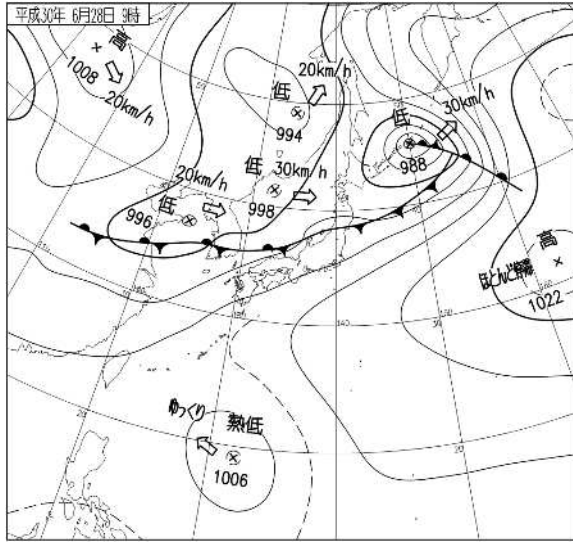 平成30年 6月28日 9時
高
1008
20km/h
低
994
20km/h
低
988
30km/h
低
996
20km/h
低
998
30km/h
高
ほとんど停滞
1022
ゆっくり
熱低
1006
140